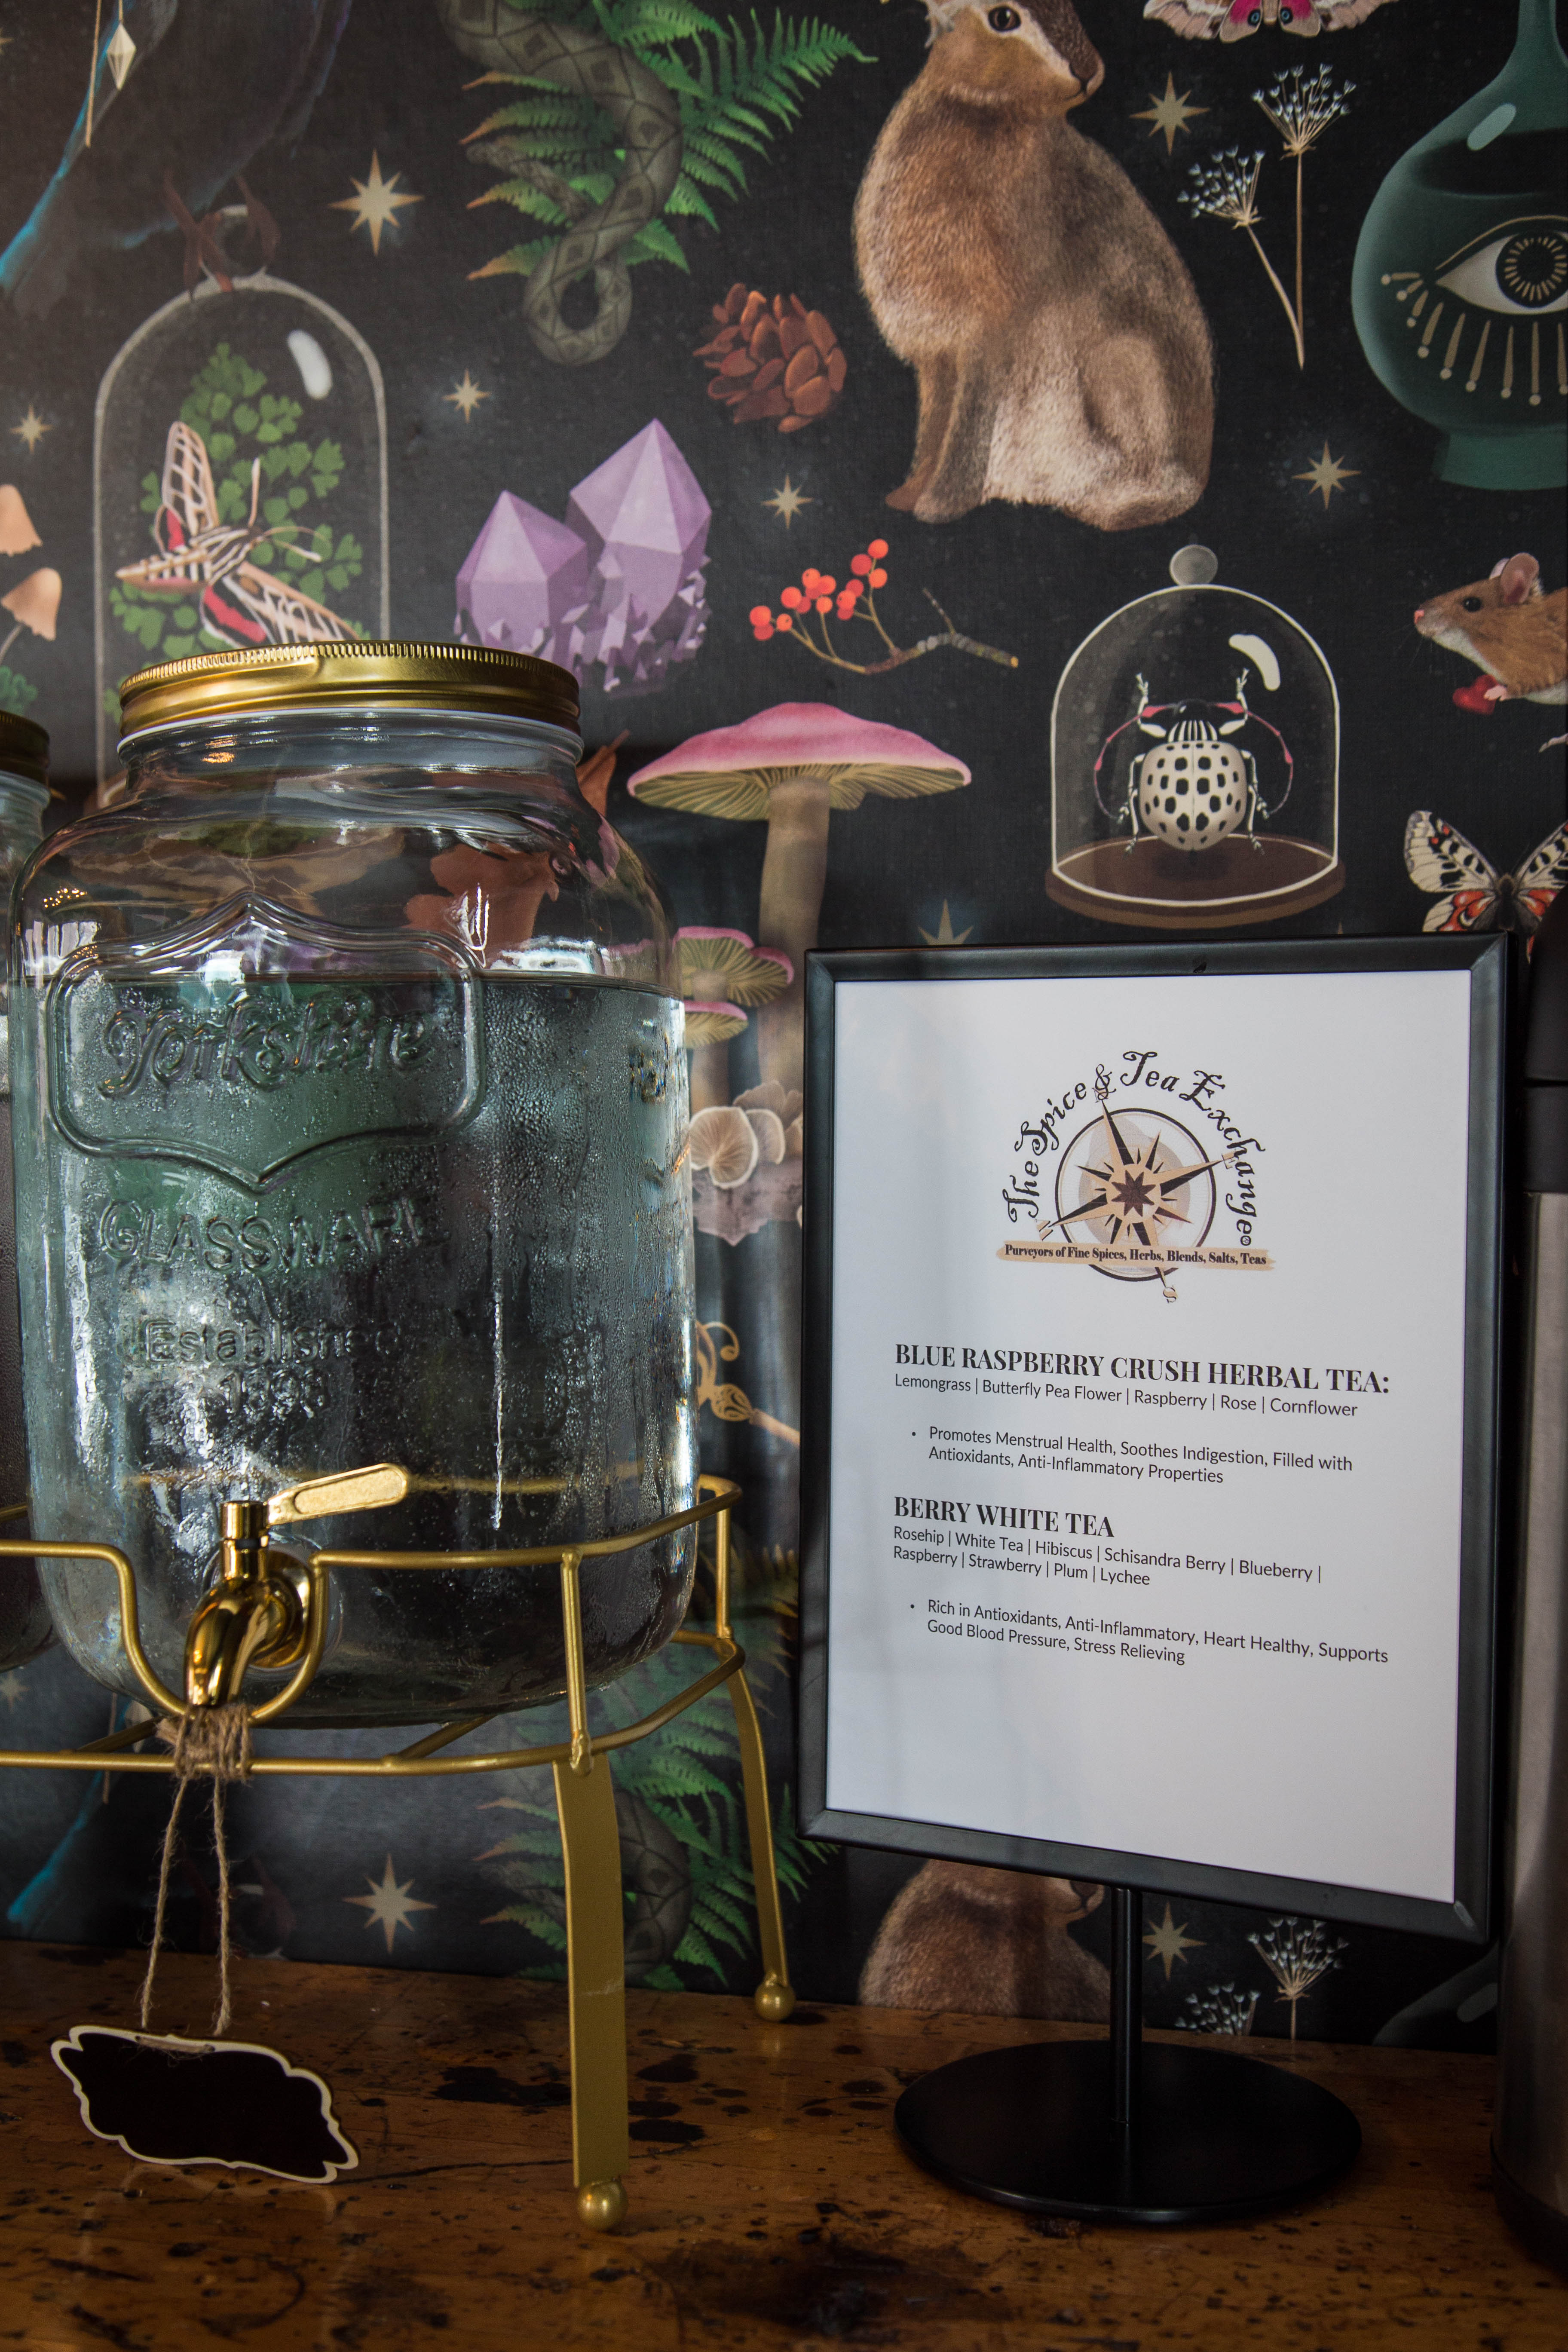 Yorkshire
GLASSWARE
Established
The Spice & Tea Exchange®
Purveyors of Fine Spices, Herbs, Blends, Salts, Teas
S
BLUE RASPBERRY CRUSH HERBAL TEA:
Lemongrass | Butterfly Pea Flower | Raspberry | Rose | Cornflower
• Promotes Menstrual Health, Soothes Indigestion, Filled with
Antioxidants, Anti-Inflammatory Properties
BERRY WHITE TEA
Rosehip | White Tea | Hibiscus | Schisandra Berry | Blueberry |
Raspberry | Strawberry | Plum | Lychee
• Rich in Antioxidants, Anti-Inflammatory, Heart Healthy, Supports
Good Blood Pressure, Stress Relieving